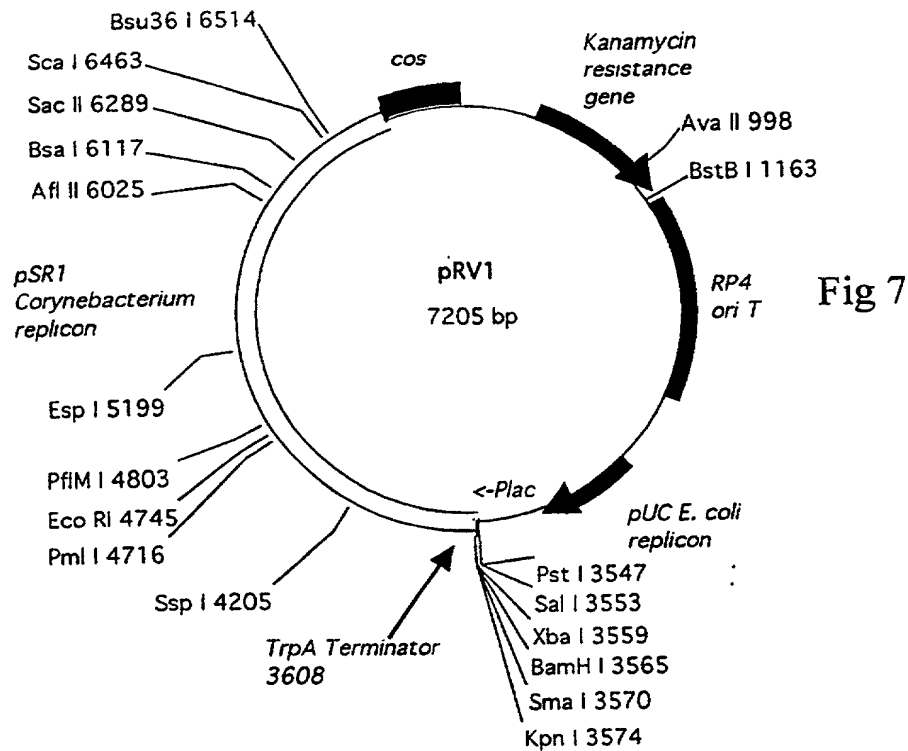 Bsu36 I 6514
Sca I 6463
Sac II 6289
Bsa I 6117
Afl II 6025
pSR1
Corynebacterium
replicon
Esp I 5199
PflM I 4803
Eco RI 4745
Pml I 4716
Ssp I 4205
TrpA Terminator
3608
cos
Kanamycin
resistance
gene
Ava II 998
BstB I 1163
pRV1
7205 bp
RP4
ori T
Fig 7
<-Plac
pUC E. coli
replicon
Pst I 3547
Sal I 3553
Xba I 3559
BamH I 3565
Sma I 3570
Kpn I 3574